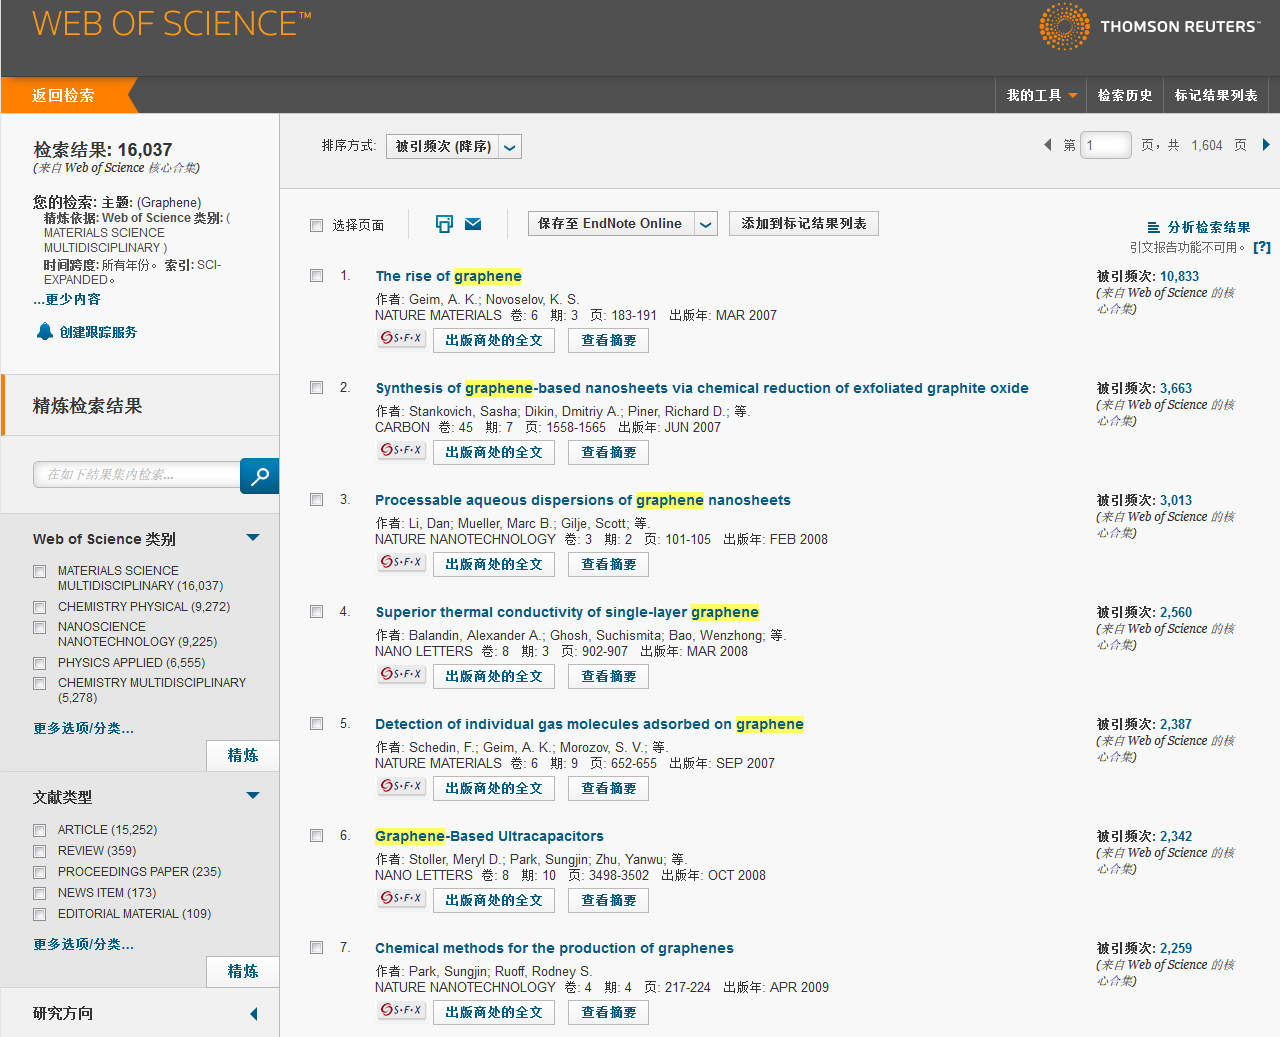 WEB OF SCIENCE™
THOMSON REUTERS™
返回检索
我的工具
检索历史
标记结果列表
检索结果: 16,037
(来自 Web of Science 核心合集)
您的检索: 主题: (Graphene)
精炼依据: Web of Science 类别: (
MATERIALS SCIENCE
MULTIDISCIPLINARY )
时间跨度: 所有年份。 索引: SCI-
EXPANDED。
...更少内容
创建跟踪服务
精炼检索结果
在如下结果集内检索...
Web of Science 类别
MATERIALS SCIENCE
MULTIDISCIPLINARY (16,037)
CHEMISTRY PHYSICAL (9,272)
NANOSCIENCE
NANOTECHNOLOGY (9,225)
PHYSICS APPLIED (6,555)
CHEMISTRY MULTIDISCIPLINARY
(5,278)
更多选项/分类...
精炼
文献类型
ARTICLE (15,252)
REVIEW (359)
PROCEEDINGS PAPER (235)
NEWS ITEM (173)
EDITORIAL MATERIAL (109)
更多选项/分类...
精炼
研究方向
排序方式: 被引频次 (降序)
第 1 页，共 1,604 页
选择页面
保存至 EndNote Online
添加到标记结果列表
分析检索结果
引文报告功能不可用。 [?]
1. The rise of graphene
作者: Geim, A. K.; Novoselov, K. S.
NATURE MATERIALS 卷: 6 期: 3 页: 183-191 出版年: MAR 2007
S·F·X 出版商处的全文 查看摘要
被引频次: 10,833
(来自 Web of Science 的核
心合集)
2. Synthesis of graphene-based nanosheets via chemical reduction of exfoliated graphite oxide
作者: Stankovich, Sasha; Dikin, Dmitriy A.; Piner, Richard D.; 等.
CARBON 卷: 45 期: 7 页: 1558-1565 出版年: JUN 2007
S·F·X 出版商处的全文 查看摘要
被引频次: 3,663
(来自 Web of Science 的核
心合集)
3. Processable aqueous dispersions of graphene nanosheets
作者: Li, Dan; Mueller, Marc B.; Gilje, Scott; 等.
NATURE NANOTECHNOLOGY 卷: 3 期: 2 页: 101-105 出版年: FEB 2008
S·F·X 出版商处的全文 查看摘要
被引频次: 3,013
(来自 Web of Science 的核
心合集)
4. Superior thermal conductivity of single-layer graphene
作者: Balandin, Alexander A.; Ghosh, Suchismita; Bao, Wenzhong; 等.
NANO LETTERS 卷: 8 期: 3 页: 902-907 出版年: MAR 2008
S·F·X 出版商处的全文 查看摘要
被引频次: 2,560
(来自 Web of Science 的核
心合集)
5. Detection of individual gas molecules adsorbed on graphene
作者: Schedin, F.; Geim, A. K.; Morozov, S. V.; 等.
NATURE MATERIALS 卷: 6 期: 9 页: 652-655 出版年: SEP 2007
S·F·X 出版商处的全文 查看摘要
被引频次: 2,387
(来自 Web of Science 的核
心合集)
6. Graphene-Based Ultracapacitors
作者: Stoller, Meryl D.; Park, Sungjin; Zhu, Yanwu; 等.
NANO LETTERS 卷: 8 期: 10 页: 3498-3502 出版年: OCT 2008
S·F·X 出版商处的全文 查看摘要
被引频次: 2,342
(来自 Web of Science 的核
心合集)
7. Chemical methods for the production of graphenes
作者: Park, Sungjin; Ruoff, Rodney S.
NATURE NANOTECHNOLOGY 卷: 4 期: 4 页: 217-224 出版年: APR 2009
S·F·X 出版商处的全文 查看摘要
被引频次: 2,259
(来自 Web of Science 的核
心合集)